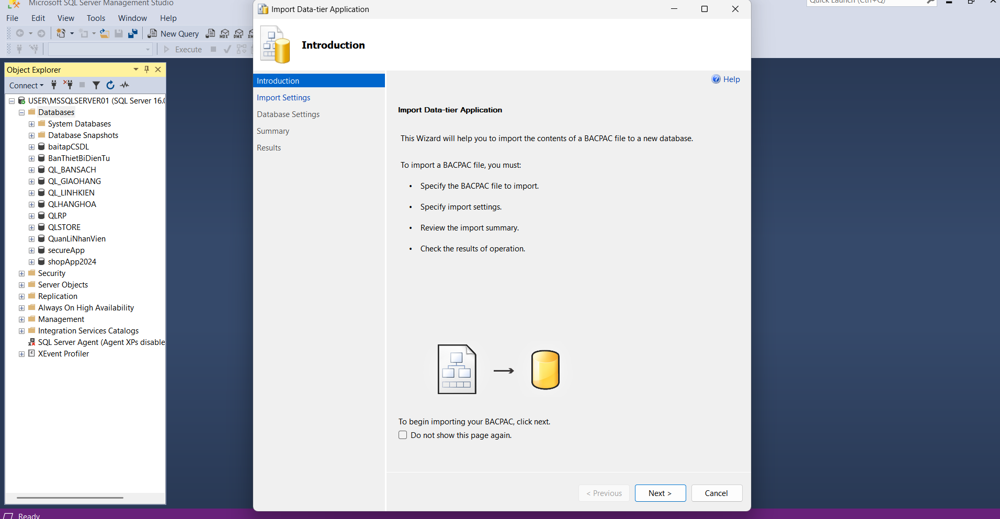 Microsoft SQL Server Management Studio
Quick Launch (Ctrl+Q)
File Edit View Tools Window Help
New Query MDX DMX
Execute
Object Explorer
Connect
USER\MSSQLSERVER01 (SQL Server 16.0
Databases
System Databases
Database Snapshots
baitapCSDL
BanThietBiDienTu
QL_BANSACH
QL_GIAOHANG
QL_LINHKIEN
QLHANGHOA
QLRP
QLSTORE
QuanLiNhanVien
secureApp
shopApp2024
Security
Server Objects
Replication
Always On High Availability
Management
Integration Services Catalogs
SQL Server Agent (Agent XPs disable
XEvent Profiler
Ready
Import Data-tier Application
Introduction
Introduction
Import Settings
Database Settings
Summary
Results
Help
Import Data-tier Application
This Wizard will help you to import the contents of a BACPAC file to a new database.
To import a BACPAC file, you must:
• Specify the BACPAC file to import.
• Specify import settings.
• Review the import summary.
• Check the results of operation.
To begin importing your BACPAC, click next.
Do not show this page again.
< Previous Next > Cancel